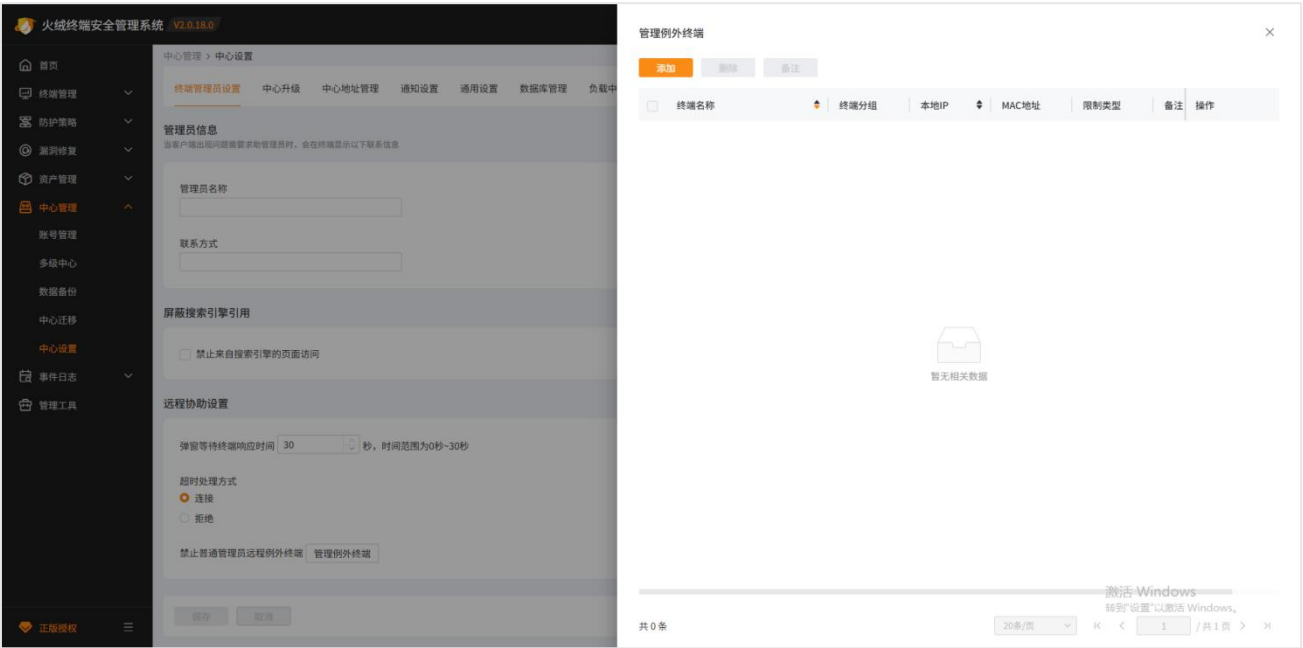 火绒终端安全管理系统 V2.0.18.0
首页
终端管理
防护策略
漏洞修复
资产管理
中心管理
账号管理
多级中心
数据备份
中心迁移
中心设置
事件日志
管理工具
正版授权
中心管理 > 中心设置
终端管理员设置 中心升级 中心地址管理 通知设置 通用设置 数据库管理 负载中
管理员信息
当客户端出现问题需要求助管理员时，会在终端显示以下联系信息
管理员名称
联系方式
屏蔽搜索引擎引用
禁止来自搜索引擎的页面访问
远程协助设置
弹窗等待终端响应时间 30 秒，时间范围为0秒~30秒
超时处理方式
连接
拒绝
禁止普通管理员远程例外终端 管理例外终端
保存 取消
管理例外终端
添加 删除 备注
终端名称 终端分组 本地IP MAC地址 限制类型 备注 操作
暂无相关数据
激活 Windows
转到"设置"以激活 Windows。
共 0 条 20条/页 1 / 共 1 页